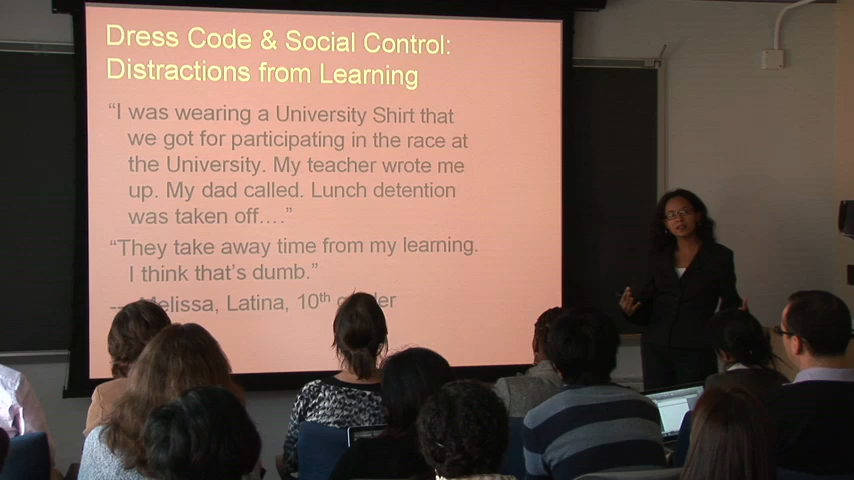 Dress Code & Social Control:
Distractions from Learning
“I was wearing a University Shirt that
we got for participating in the race at
the University. My teacher wrote me
up. My dad called. Lunch detention
was taken off….”
“They take away time from my learning.
I think that’s dumb.”
Melissa, Latina, 10th grader